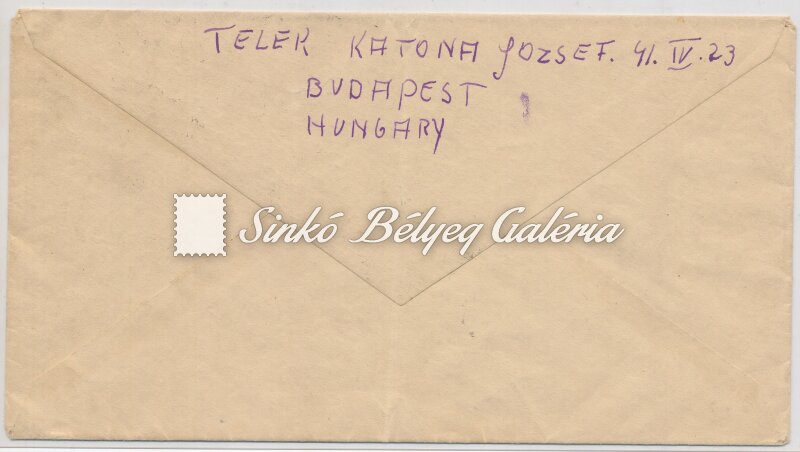 TELEK KATONA JOZSEF. 41. IV. 23
BUDAPEST
HUNGARY
Sinkó Bélyeg Galéria